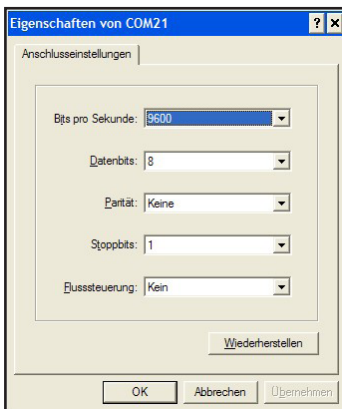 Eigenschaften von COM21
Anschlusseinstellungen
Bits pro Sekunde: 9600
Datenbits: 8
Parität: Keine
Stoppbits: 1
Flusssteuerung: Kein
Wiederherstellen
OK Abbrechen Übernehmen